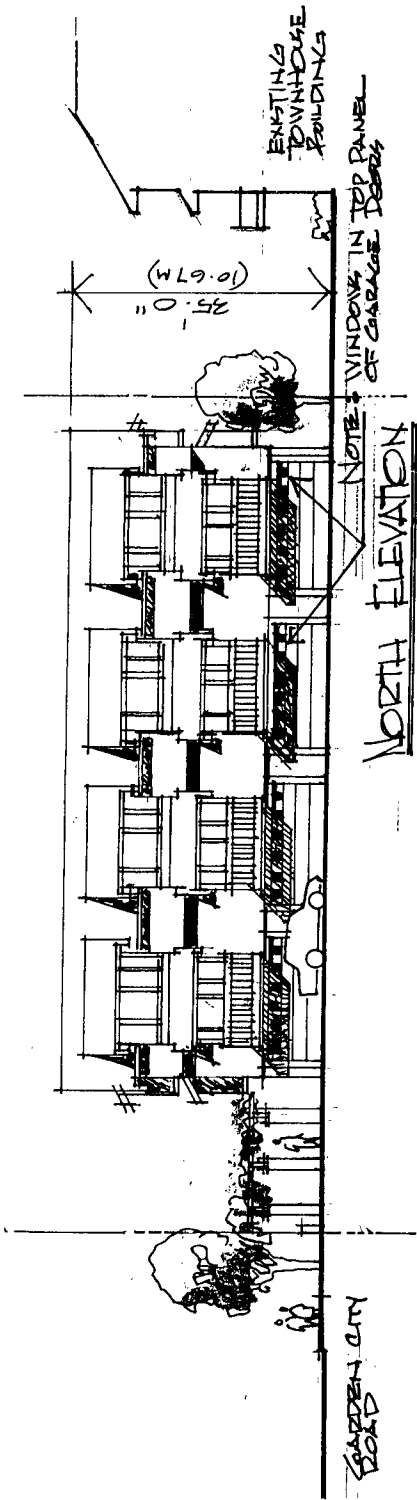 GARDEN CITY
ROAD
35'.0"
(10.67M)
EXISTING
TOWNHOUSE
BUILDING
NOTE: WINDOWS IN TOP PANEL
OF GARAGE DOORS
NORTH ELEVATION